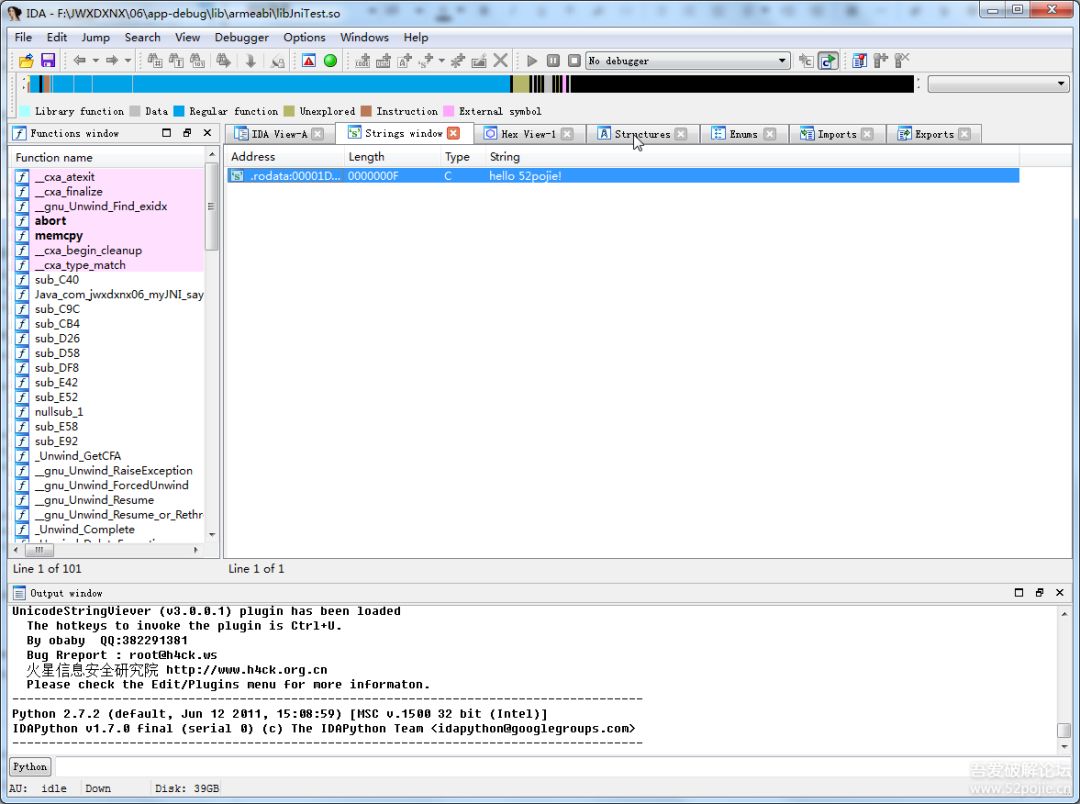 IDA - F:\JWXDXNX\06\app-debug\lib\armeabi\libJniTest.so
File Edit Jump Search View Debugger Options Windows Help
No debugger
Library function Data Regular function Unexplored Instruction External symbol
Functions window
IDA View-A Strings window Hex View-1 Structures Enums Imports Exports
Function name
Address Length Type String
.rodata:00001D... 0000000F C hello 52pojie!
__cxa_atexit
__cxa_finalize
__gnu_Unwind_Find_exidx
abort
memcpy
__cxa_begin_cleanup
__cxa_type_match
sub_C40
Java_com_jwxdxnx06_myJNI_say
sub_C9C
sub_CB4
sub_D26
sub_D58
sub_DF8
sub_E42
sub_E52
nullsub_1
sub_E58
sub_E92
_Unwind_GetCFA
__gnu_Unwind_RaiseException
__gnu_Unwind_ForcedUnwind
__gnu_Unwind_Resume
__gnu_Unwind_Resume_or_Rethr
_Unwind_Complete
Line 1 of 101
Line 1 of 1
Output window
UnicodeStringViever (v3.0.0.1) plugin has been loaded
The hotkeys to invoke the plugin is Ctrl+U.
By obaby QQ:382291381
Bug Rreport : root@h4ck.ws
火星信息安全研究院 http://www.h4ck.org.cn
Please check the Edit/Plugins menu for more informaton.
Python 2.7.2 (default, Jun 12 2011, 15:08:59) [MSC v.1500 32 bit (Intel)]
IDAPython v1.7.0 final (serial 0) (c) The IDAPython Team <idapython@googlegroups.com>
Python
AU: idle Down Disk: 39GB
吾爱破解论坛
www.52pojie.cn